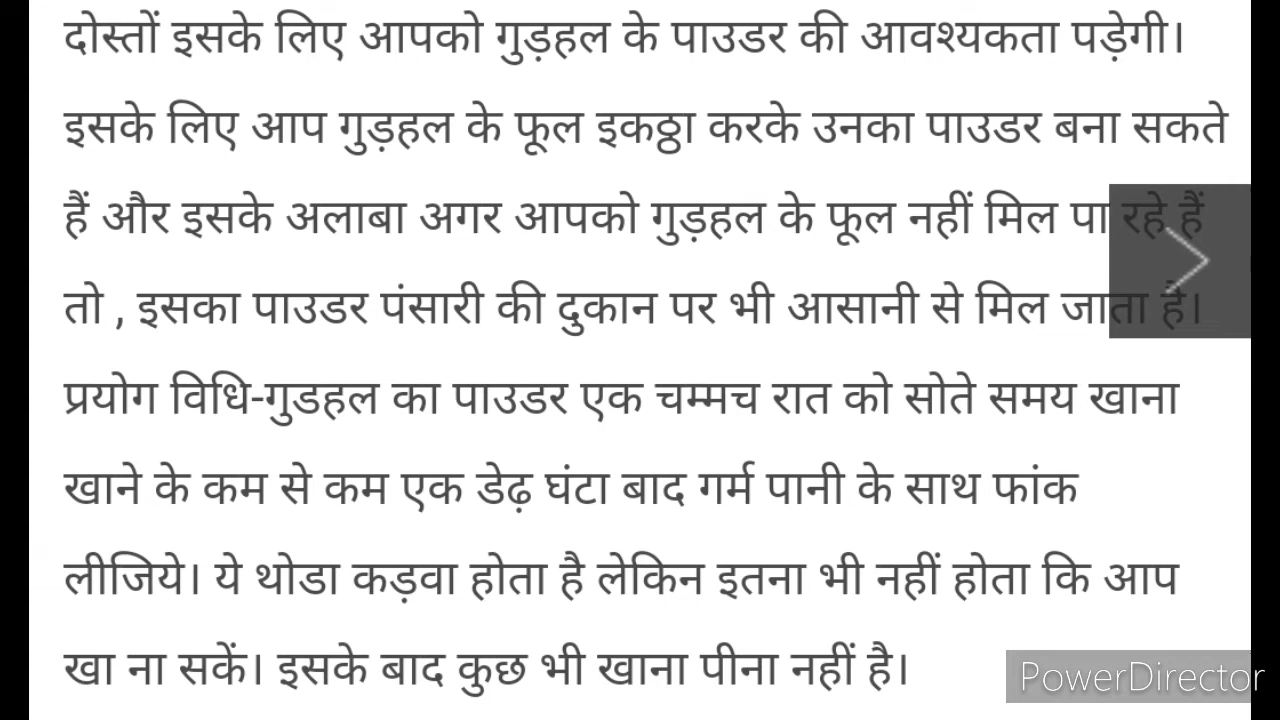 दोस्तों इसके लिए आपको गुड़हल के पाउडर की आवश्यकता पड़ेगी।
इसके लिए आप गुड़हल के फूल इकठ्ठा करके उनका पाउडर बना सकते
हैं और इसके अलाबा अगर आपको गुड़हल के फूल नहीं मिल पा रहे हैं
तो , इसका पाउडर पंसारी की दुकान पर भी आसानी से मिल जाता है।
प्रयोग विधि-गुडहल का पाउडर एक चम्मच रात को सोते समय खाना
खाने के कम से कम एक डेढ़ घंटा बाद गर्म पानी के साथ फांक
लीजिये। ये थोडा कड़वा होता है लेकिन इतना भी नहीं होता कि आप
खा ना सकें। इसके बाद कुछ भी खाना पीना नहीं है।
PowerDirector